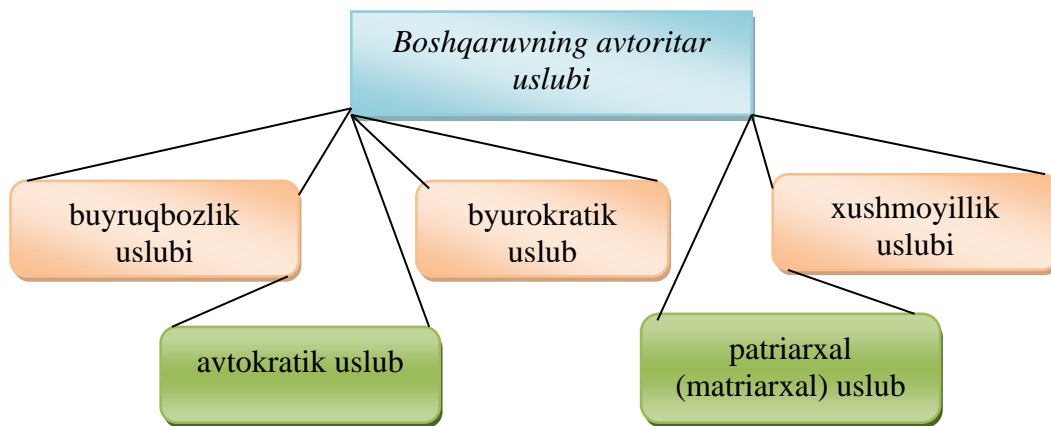 Boshqaruvning avtoritar
uslubi
buyruqbozlik
uslubi
byurokratik
uslub
xushmoyillik
uslubi
avtokratik uslub
patriarxal
(matriarxal) uslub